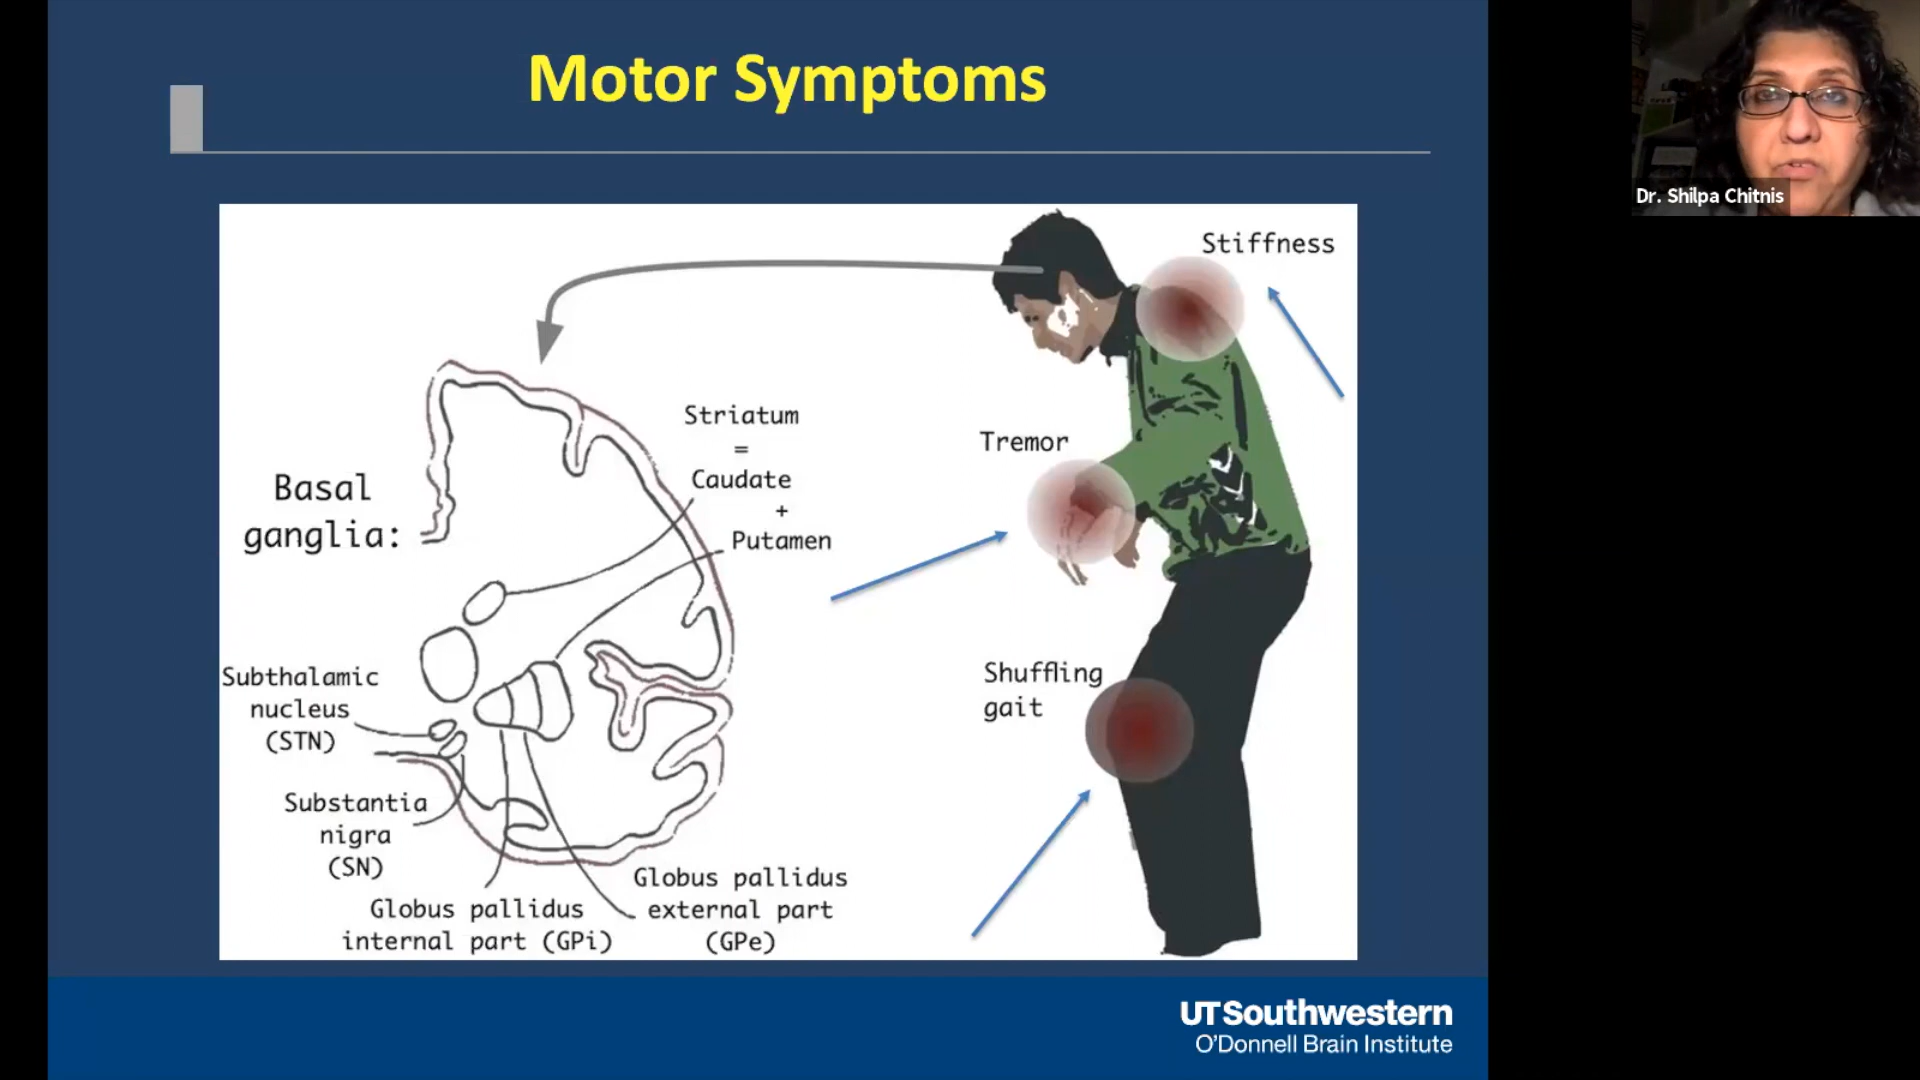 Motor Symptoms
Dr. Shilpa Chitnis
Stiffness
Striatum
=
Caudate
+
Putamen
Tremor
Basal
ganglia:
Subthalamic
nucleus
(STN)
Shuffling
gait
Substantia
nigra
(SN)
Globus pallidus
internal part (GPi)
Globus pallidus
external part
(GPe)
UTSouthwestern
O'Donnell Brain Institute